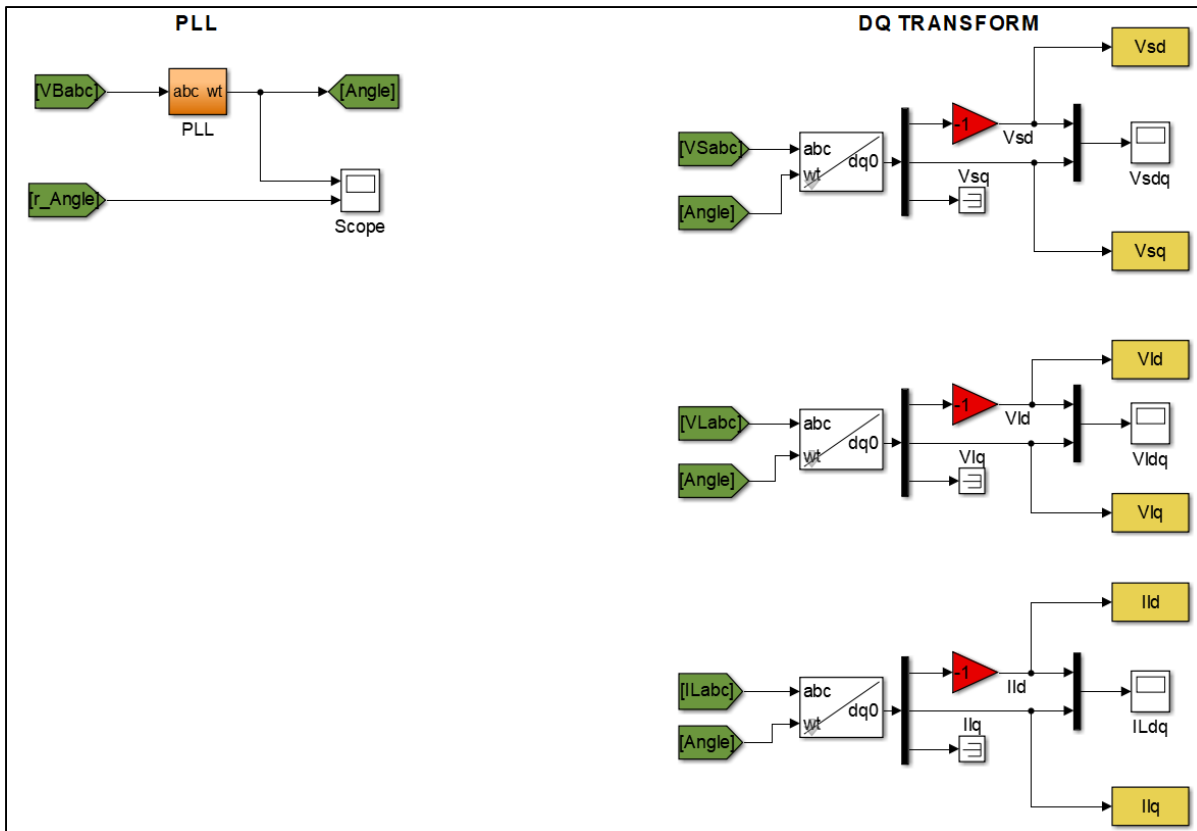 PLL
[VBabc]
abc wt
[Angle]
PLL
[r_Angle]
Scope
DQ TRANSFORM
Vsd
-1
Vsd
[VSabc]
abc
dq0
wt
Vsq
Vsdq
[Angle]
Vsq
Vld
-1
Vld
[VLabc]
abc
dq0
wt
Vlq
Vldq
[Angle]
Vlq
Ild
-1
Ild
[ILabc]
abc
dq0
wt
Ilq
ILdq
[Angle]
Ilq